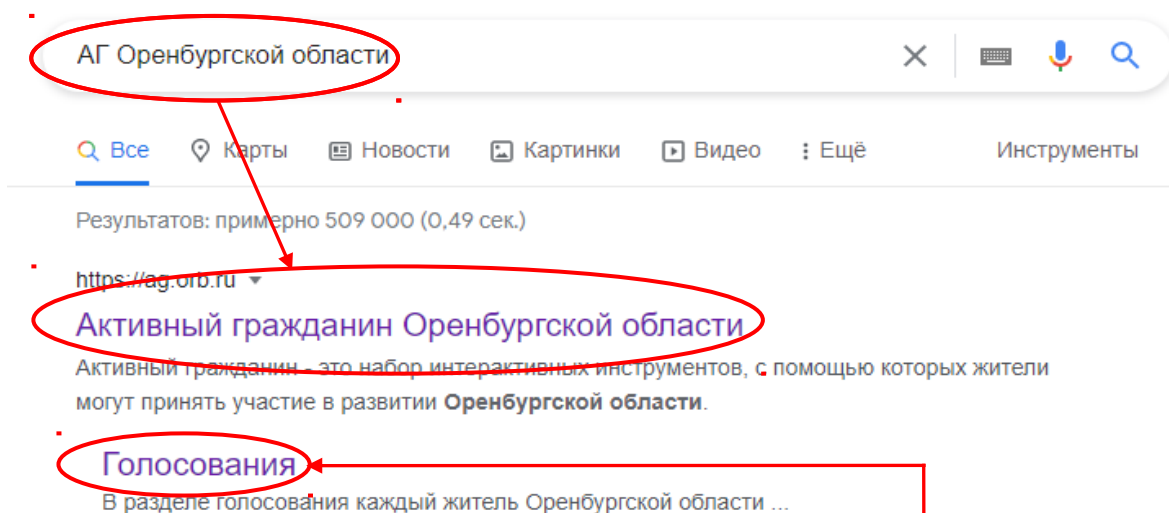 АГ Оренбургской области
Все Карты Новости Картинки Видео Ещё Инструменты
Результатов: примерно 509 000 (0,49 сек.)
https://ag.orb.ru
Активный гражданин Оренбургской области
Активный гражданин - это набор интерактивных инструментов, с помощью которых жители
могут принять участие в развитии Оренбургской области.
Голосования
В разделе голосования каждый житель Оренбургской области ...